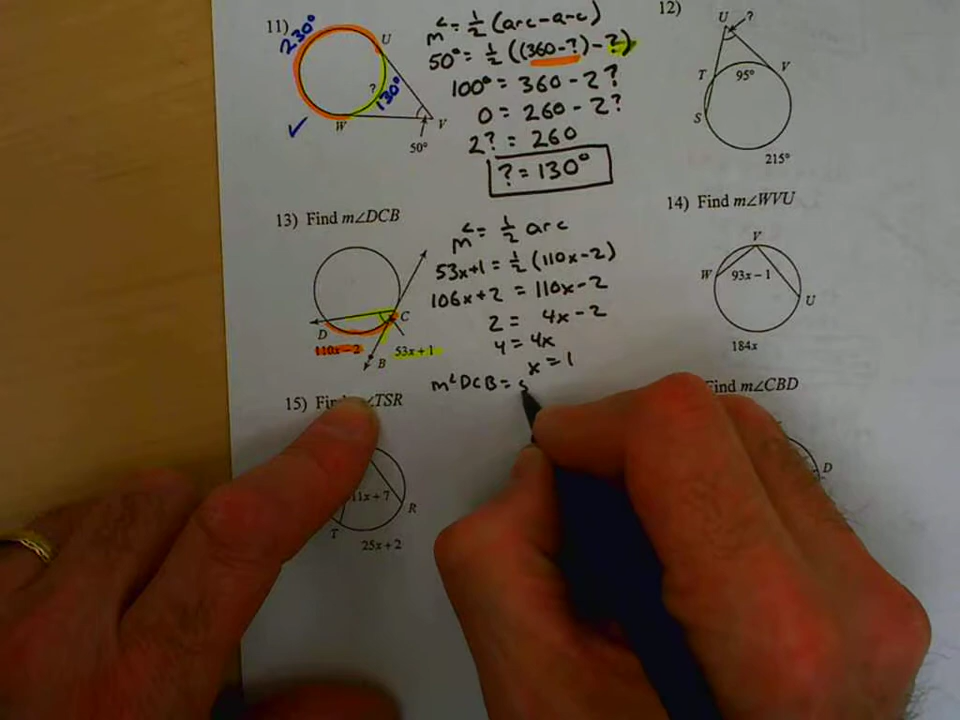 11)
230°
U
?
130°
W
V
50°
✓
m∠ = 1/2 (arc - arc)
50° = 1/2 ((360 - ?) - ?)
100° = 360 - 2?
0 = 260 - 2?
2? = 260
? = 130°
12)
U
?
T
95°
V
S
215°
13) Find m∠DCB
C
D
110x - 2
53x + 1
B
m∠ = 1/2 arc
53x+1 = 1/2 (110x - 2)
106x + 2 = 110x - 2
2 = 4x - 2
4 = 4x
x = 1
m∠DCB =
14) Find m∠WVU
V
W
93x - 1
U
184x
15) Find ∠TSR
11x + 7
R
T
25x + 2
Find m∠CBD
D